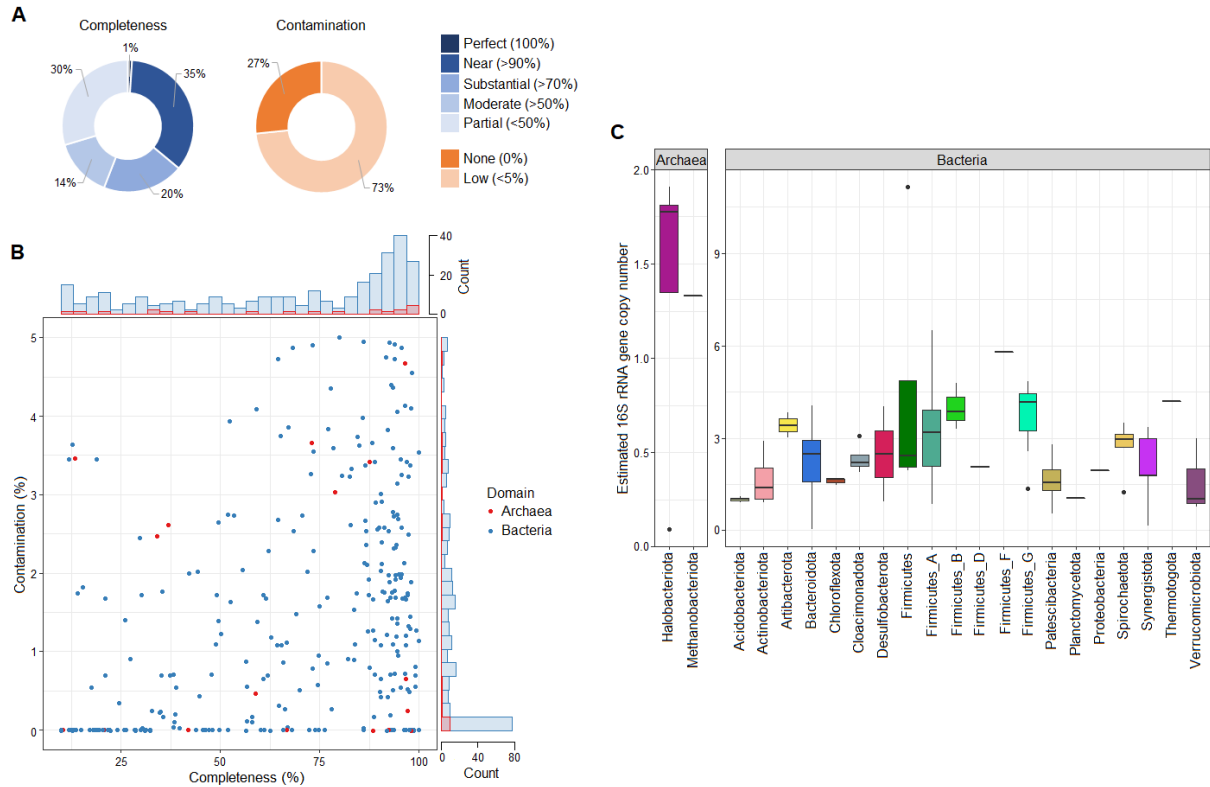 A
Completeness
Contamination
1%
30%
35%
14%
20%
27%
73%
Perfect (100%)
Near (>90%)
Substantial (>70%)
Moderate (>50%)
Partial (<50%)
None (0%)
Low (<5%)
B
40
20
0
Count
5
4
3
2
1
0
Contamination (%)
25
50
75
100
Completeness (%)
0
40
80
Count
Domain
Archaea
Bacteria
C
Archaea
Bacteria
2.0
1.5
1.0
0.5
0.0
Estimated 16S rRNA gene copy number
9
6
3
0
Halobacteriota
Methanobacteriota
Acidobacteriota
Actinobacteriota
Artibacterota
Bacteroidota
Chloroflexota
Cloacimonadota
Desulfobacterota
Firmicutes
Firmicutes_A
Firmicutes_B
Firmicutes_D
Firmicutes_F
Firmicutes_G
Patescibacteria
Planctomycetota
Proteobacteria
Spirochaetota
Synergistota
Thermotogota
Verrucomicrobiota